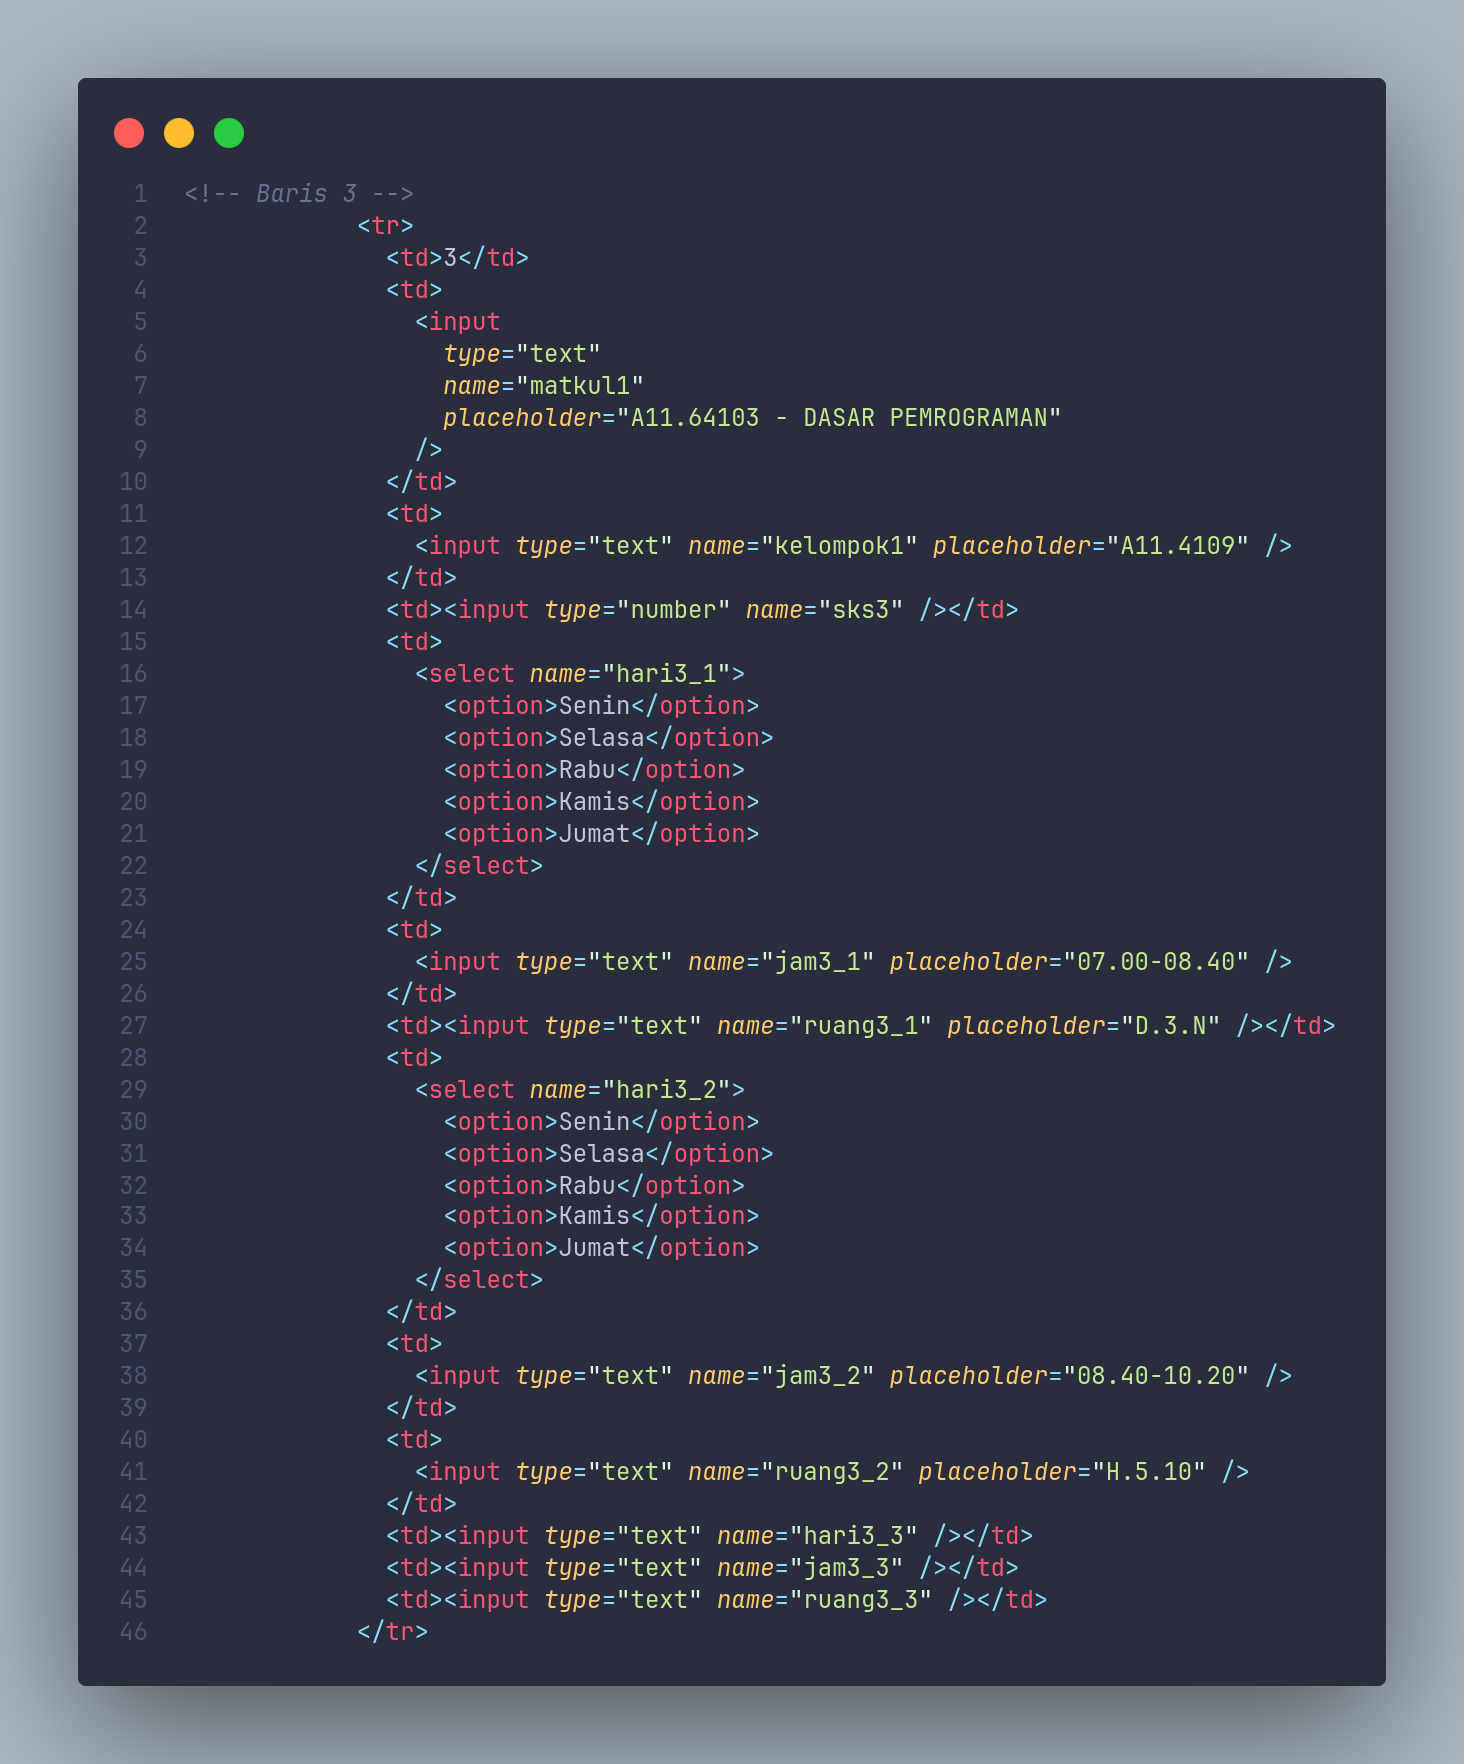 1 <!-- Baris 3 -->
2             <tr>
3               <td>3</td>
4               <td>
5                 <input
6                   type="text"
7                   name="matkul1"
8                   placeholder="A11.64103 - DASAR PEMROGRAMAN"
9                 />
10               </td>
11               <td>
12                 <input type="text" name="kelompok1" placeholder="A11.4109" />
13               </td>
14               <td><input type="number" name="sks3" /></td>
15               <td>
16                 <select name="hari3_1">
17                   <option>Senin</option>
18                   <option>Selasa</option>
19                   <option>Rabu</option>
20                   <option>Kamis</option>
21                   <option>Jumat</option>
22                 </select>
23               </td>
24               <td>
25                 <input type="text" name="jam3_1" placeholder="07.00-08.40" />
26               </td>
27               <td><input type="text" name="ruang3_1" placeholder="D.3.N" /></td>
28               <td>
29                 <select name="hari3_2">
30                   <option>Senin</option>
31                   <option>Selasa</option>
32                   <option>Rabu</option>
33                   <option>Kamis</option>
34                   <option>Jumat</option>
35                 </select>
36               </td>
37               <td>
38                 <input type="text" name="jam3_2" placeholder="08.40-10.20" />
39               </td>
40               <td>
41                 <input type="text" name="ruang3_2" placeholder="H.5.10" />
42               </td>
43               <td><input type="text" name="hari3_3" /></td>
44               <td><input type="text" name="jam3_3" /></td>
45               <td><input type="text" name="ruang3_3" /></td>
46             </tr>